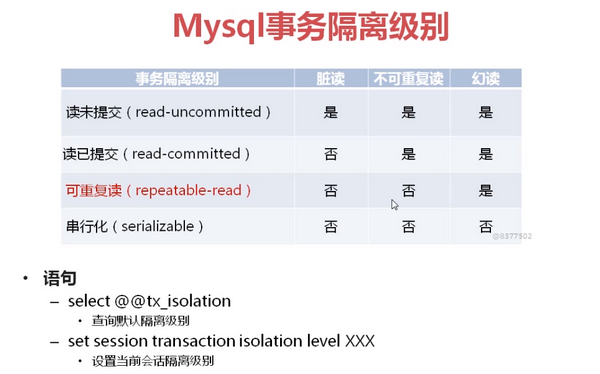 Mysql事务隔离级别
事务隔离级别 脏读 不可重复读 幻读
读未提交（read-uncommitted） 是 是 是
读已提交（read-committed） 否 是 是
可重复读（repeatable-read） 否 否 是
串行化（serializable） 否 否 否
@8377502
• 语句
– select @@tx_isolation
• 查询默认隔离级别
– set session transaction isolation level XXX
• 设置当前会话隔离级别